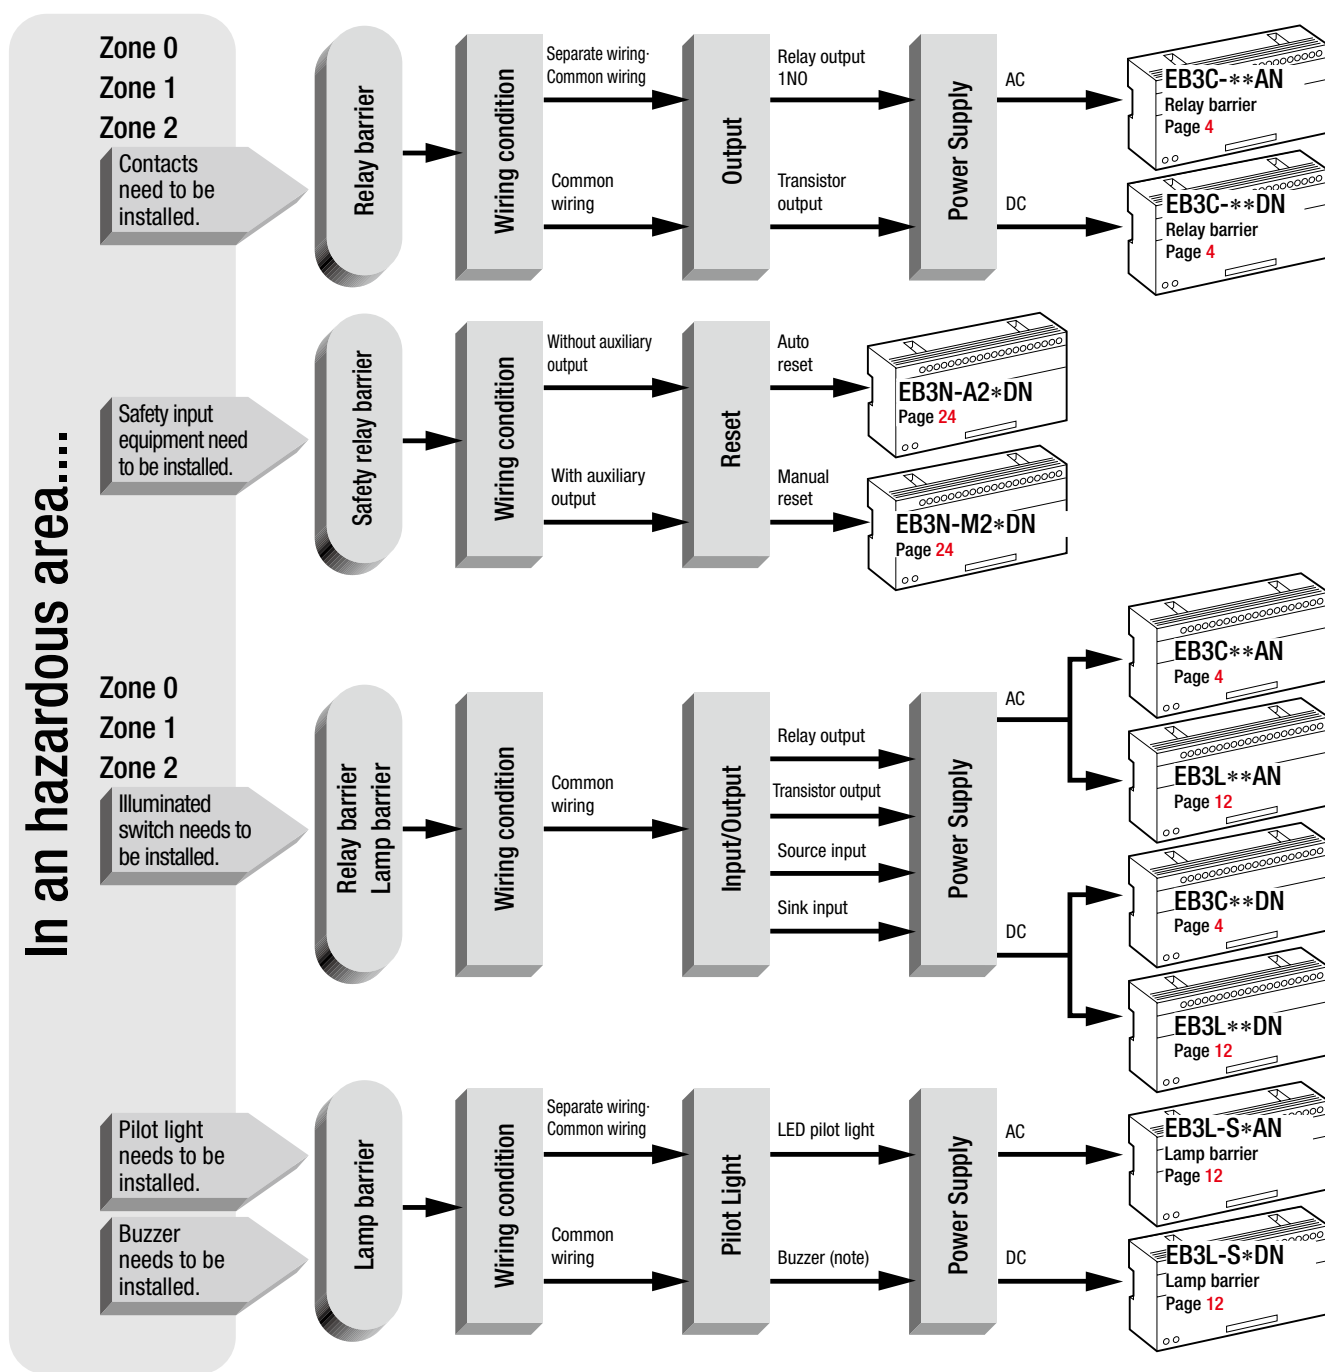 In an hazardous area....
Zone 0
Zone 1
Zone 2
Contacts
need to be
installed.
Relay barrier
Wiring condition
Separate wiring·
Common wiring
Common
wiring
Output
Relay output
1NO
Transistor
output
Power Supply
AC
DC
EB3C-**AN
Relay barrier
Page 4
EB3C-**DN
Relay barrier
Page 4
Safety input
equipment need
to be installed.
Safety relay barrier
Wiring condition
Without auxiliary
output
With auxiliary
output
Reset
Auto
reset
Manual
reset
EB3N-A2*DN
Page 24
EB3N-M2*DN
Page 24
Zone 0
Zone 1
Zone 2
Illuminated
switch needs to
be installed.
Relay barrier
Lamp barrier
Wiring condition
Common
wiring
Input/Output
Relay output
Transistor output
Source input
Sink input
Power Supply
AC
DC
EB3C**AN
Page 4
EB3L**AN
Page 12
EB3C**DN
Page 4
EB3L**DN
Page 12
Pilot light
needs to be
installed.
Buzzer
needs to be
installed.
Lamp barrier
Wiring condition
Separate wiring·
Common wiring
Common
wiring
Pilot Light
LED pilot light
Buzzer (note)
Power Supply
AC
DC
EB3L-S*AN
Lamp barrier
Page 12
EB3L-S*DN
Lamp barrier
Page 12